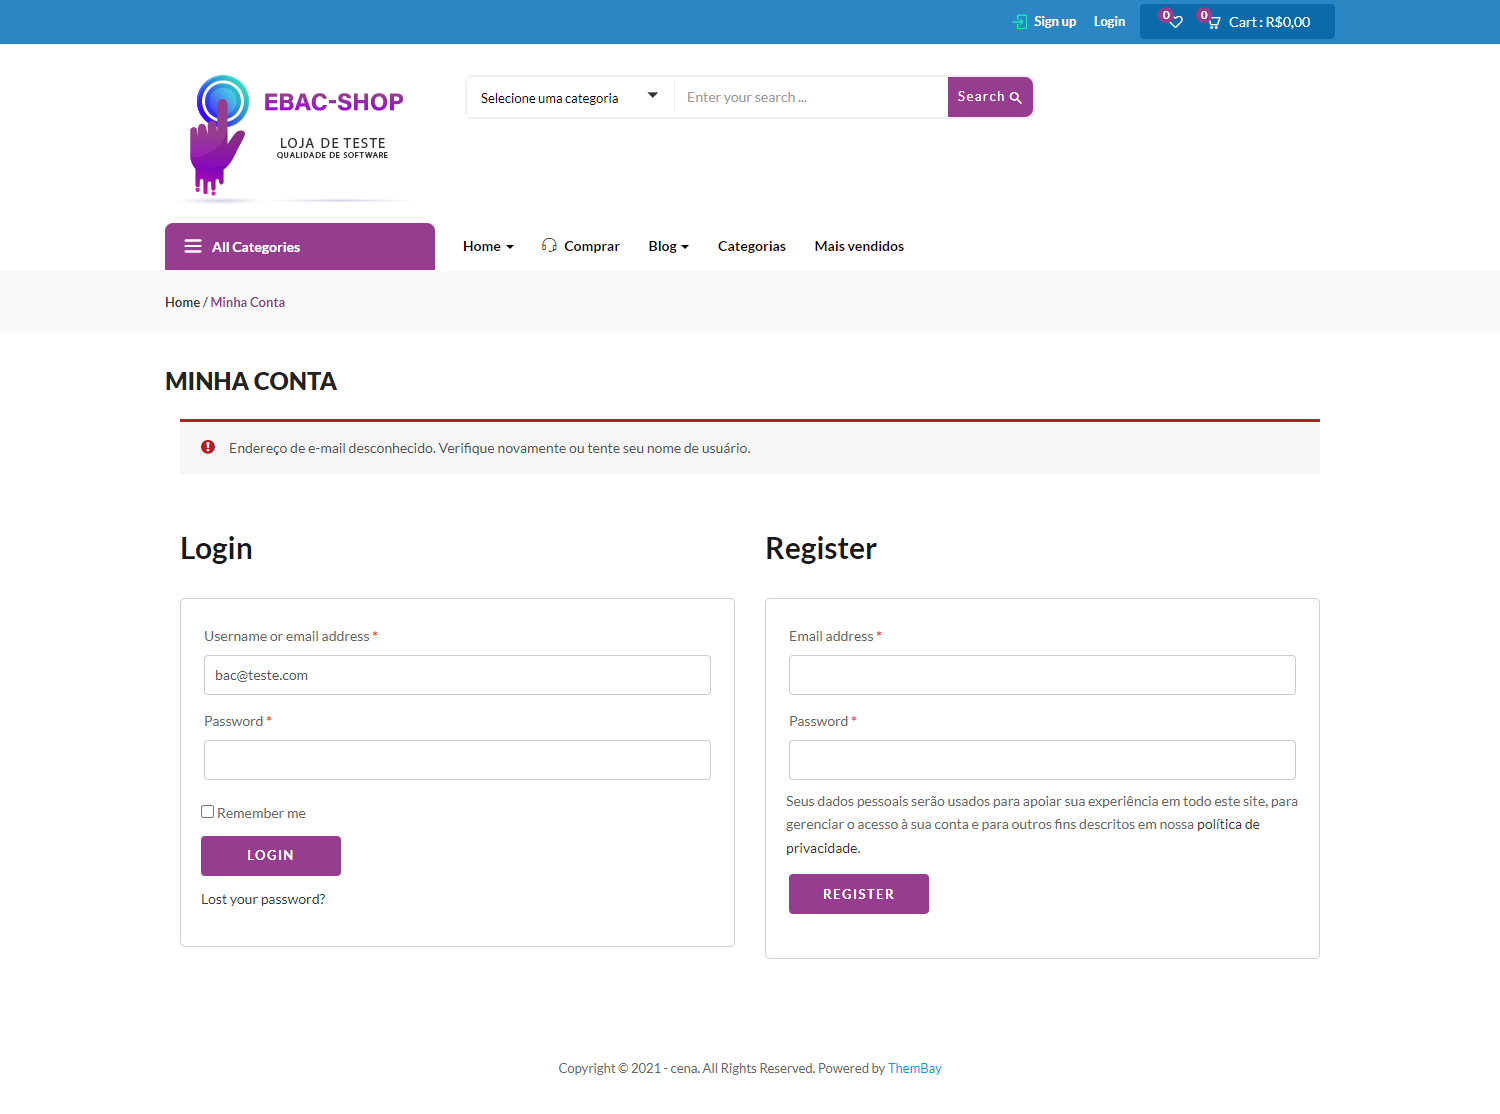 Sign up Login 0 0 Cart : R$0,00
EBAC-SHOP
LOJA DE TESTE
QUALIDADE DE SOFTWARE
Selecione uma categoria Enter your search ... Search
All Categories Home Comprar Blog Categorias Mais vendidos
Home / Minha Conta
MINHA CONTA
Endereço de e-mail desconhecido. Verifique novamente ou tente seu nome de usuário.
Login
Username or email address *
bac@teste.com
Password *
Remember me
LOGIN
Lost your password?
Register
Email address *
Password *
Seus dados pessoais serão usados para apoiar sua experiência em todo este site, para
gerenciar o acesso à sua conta e para outros fins descritos em nossa política de
privacidade.
REGISTER
Copyright © 2021 - cena. All Rights Reserved. Powered by ThemBay